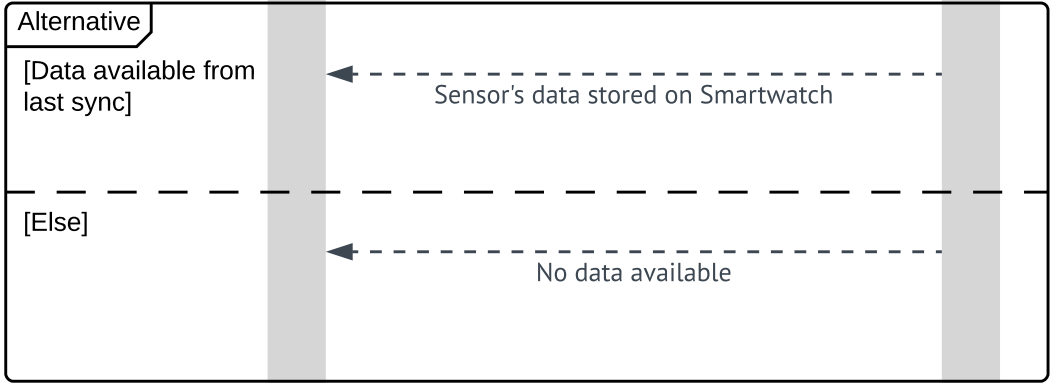 Alternative
[Data available from
last sync]
Sensor's data stored on Smartwatch
[Else]
No data available